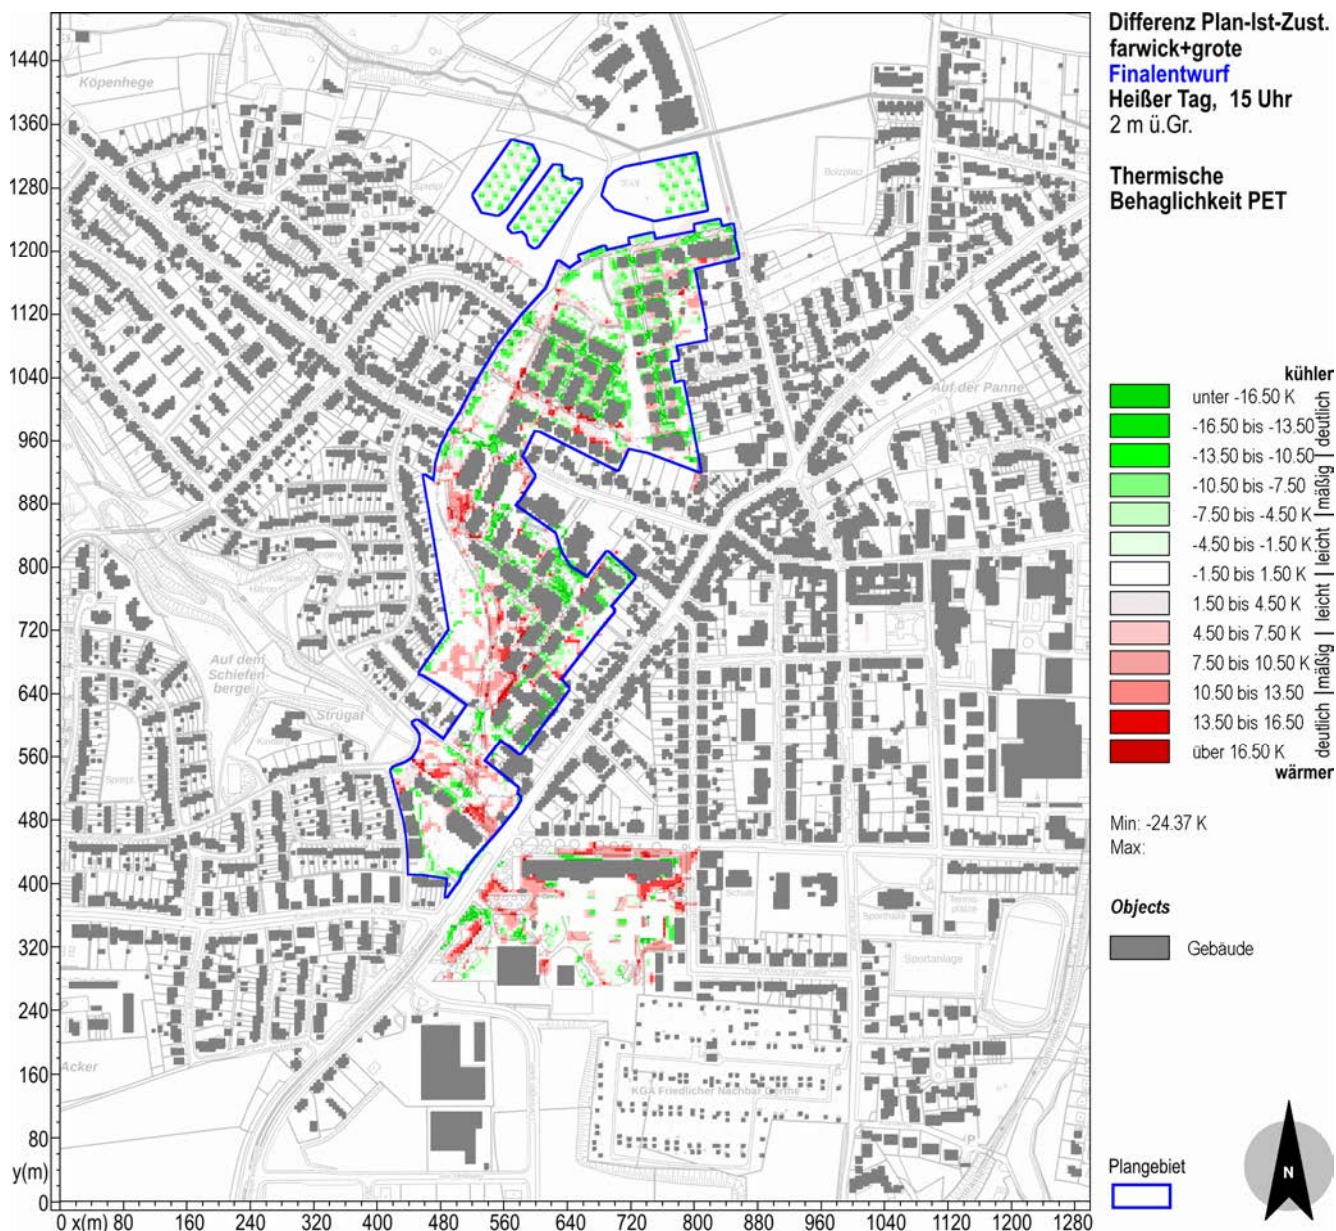 Differenz Plan-Ist-Zust.
farwick+grote
Finalentwurf
Heißer Tag, 15 Uhr
2 m ü.Gr.
Thermische
Behaglichkeit PET
kühler
unter -16.50 K
-16.50 bis -13.50
-13.50 bis -10.50
-10.50 bis -7.50
-7.50 bis -4.50 K
-4.50 bis -1.50 K
-1.50 bis 1.50 K
1.50 bis 4.50 K
4.50 bis 7.50 K
7.50 bis 10.50 K
10.50 bis 13.50
13.50 bis 16.50
über 16.50 K
wärmer
deutlich
mäßig
leicht
leicht
mäßig
deutlich
Min: -24.37 K
Max:
Objects
Gebäude
Plangebiet
N
1440
1360
1280
1200
1120
1040
960
880
800
720
640
560
480
400
320
240
160
80
y(m)
0
0 x(m) 80 160 240 320 400 480 560 640 720 800 880 960 1040 1120 1200 1280
Köpenhege
Bolzplatz
Auf der Panne
Auf dem
Schiefen-
berge
Strügal
Schule
Sporthalle
Sportanlage
Acker
KGA Friedlicher Nachbar Gerthe
P